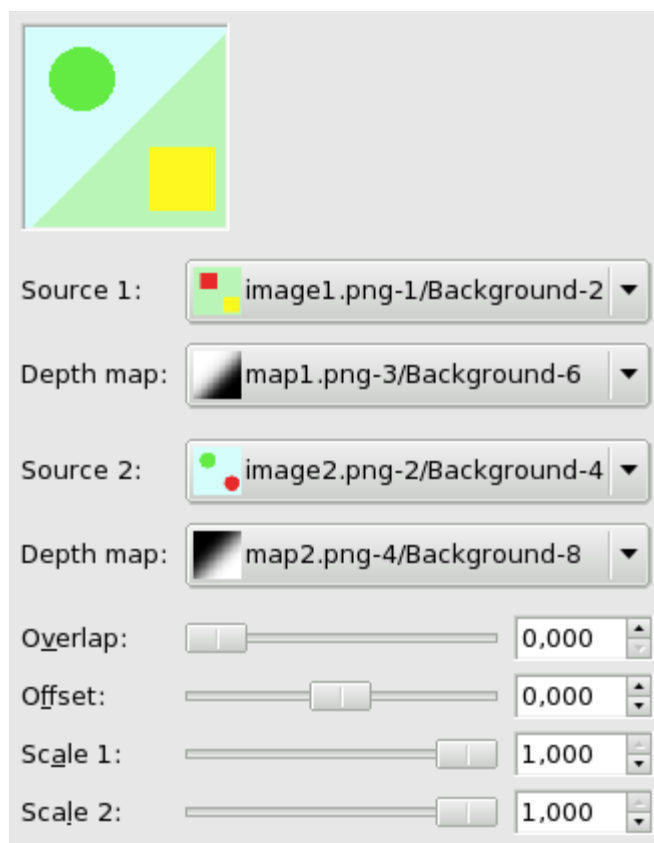 Source 1: image1.png-1/Background-2
Depth map: map1.png-3/Background-6
Source 2: image2.png-2/Background-4
Depth map: map2.png-4/Background-8
Overlap: 0,000
Offset: 0,000
Scale 1: 1,000
Scale 2: 1,000